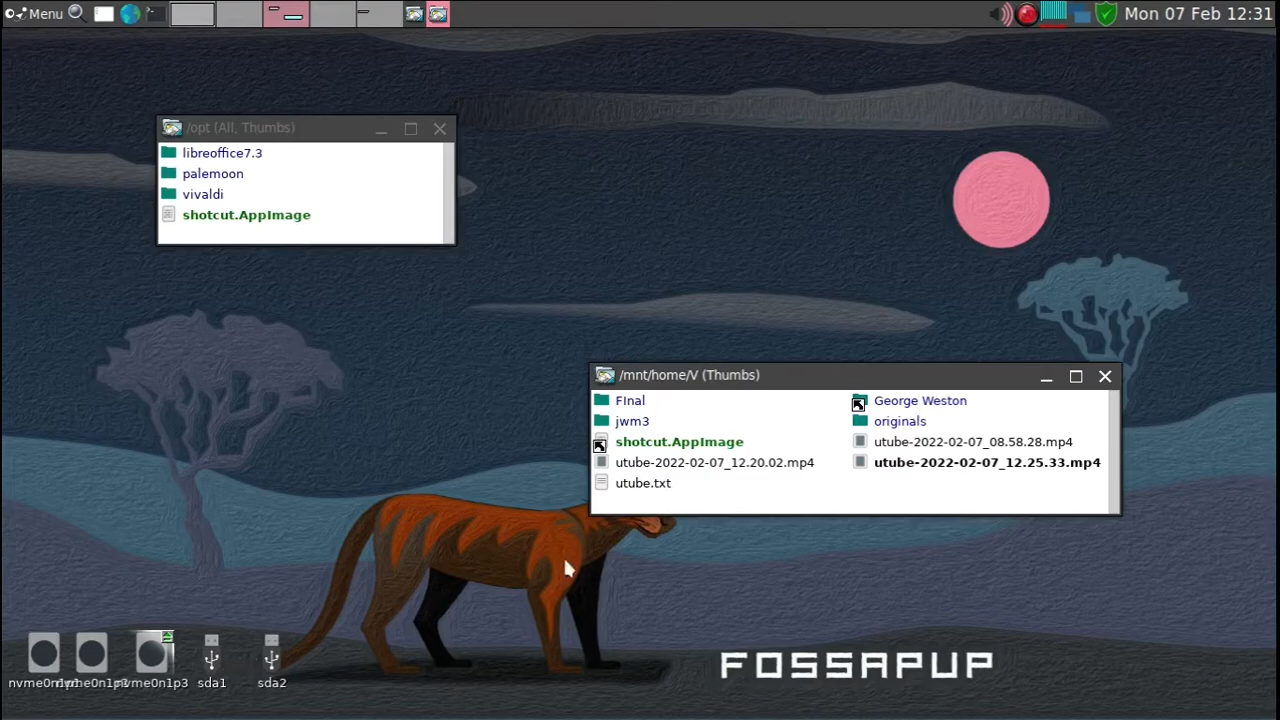 Menu
Mon 07 Feb 12:31
/opt (All, Thumbs)
libreoffice7.3
palemoon
vivaldi
shotcut.AppImage
/mnt/home/V (Thumbs)
FInal
George Weston
jwm3
originals
shotcut.AppImage
utube-2022-02-07_08.58.28.mp4
utube-2022-02-07_12.20.02.mp4
utube-2022-02-07_12.25.33.mp4
utube.txt
nvme0n1p3
sda1
sda2
FOSSAPUP